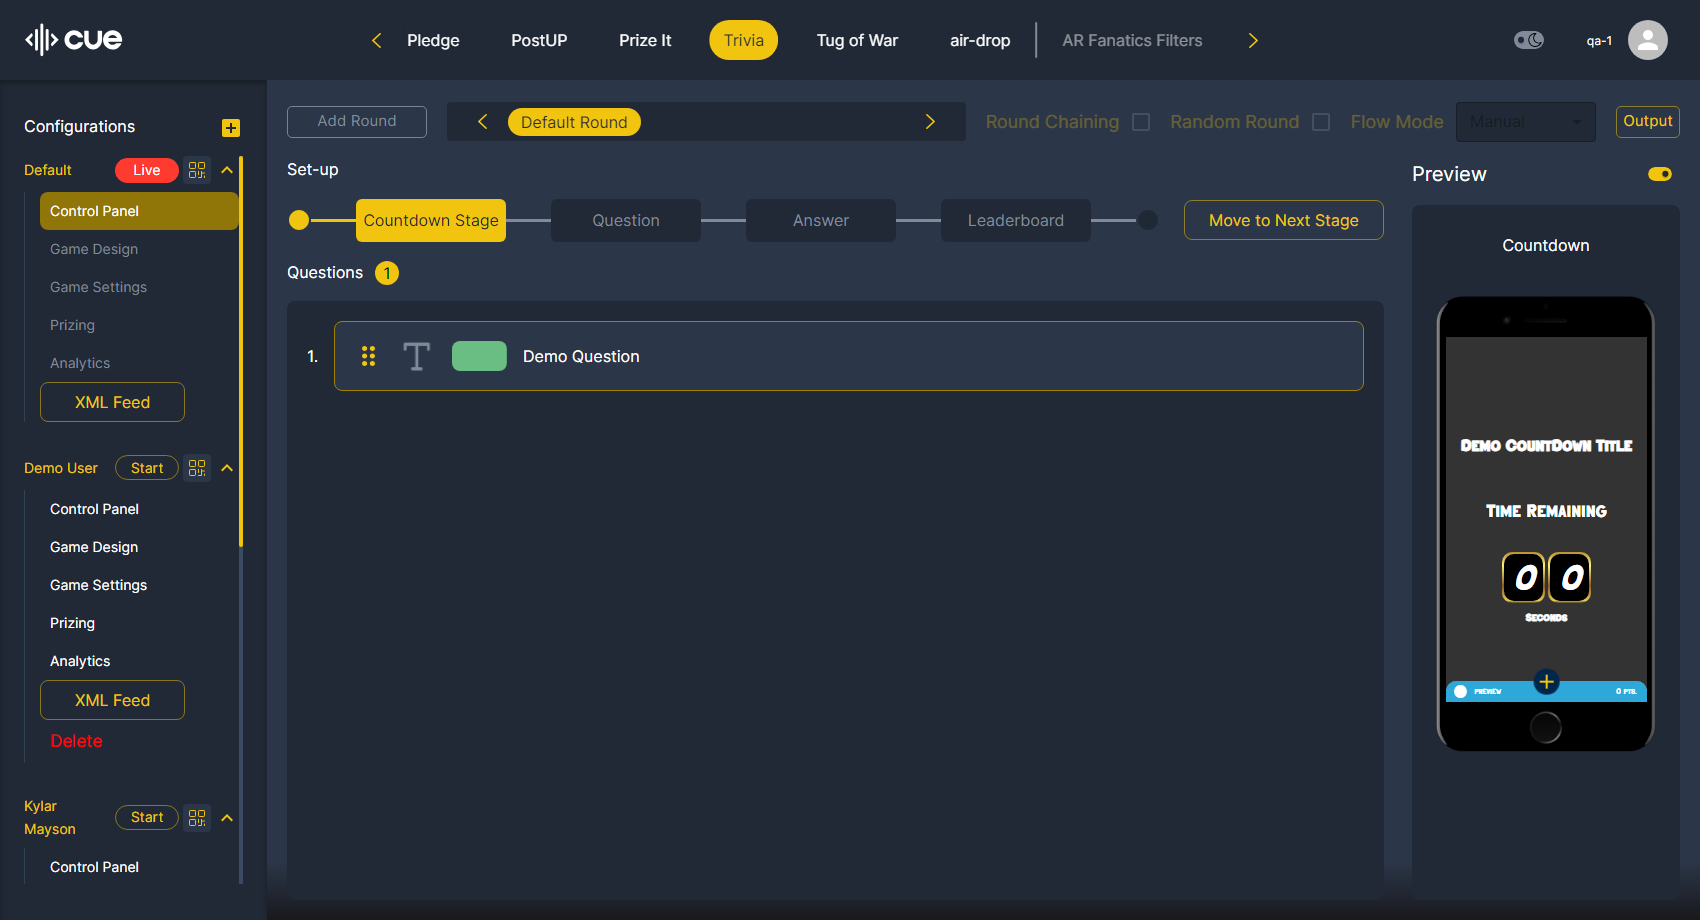 cue
Pledge PostUP Prize It Trivia Tug of War air-drop AR Fanatics Filters
qa-1
Configurations
Default Live
Control Panel
Game Design
Game Settings
Prizing
Analytics
XML Feed
Demo User Start
Control Panel
Game Design
Game Settings
Prizing
Analytics
XML Feed
Delete
Kylar
Mayson Start
Control Panel
Add Round Default Round Round Chaining Random Round Flow Mode Manual Output
Set-up
Countdown Stage Question Answer Leaderboard Move to Next Stage
Questions 1
1. Demo Question
Preview
Countdown
Demo CountDown Title
Time Remaining
0 0
Seconds
PREVIEW 0 PTS.